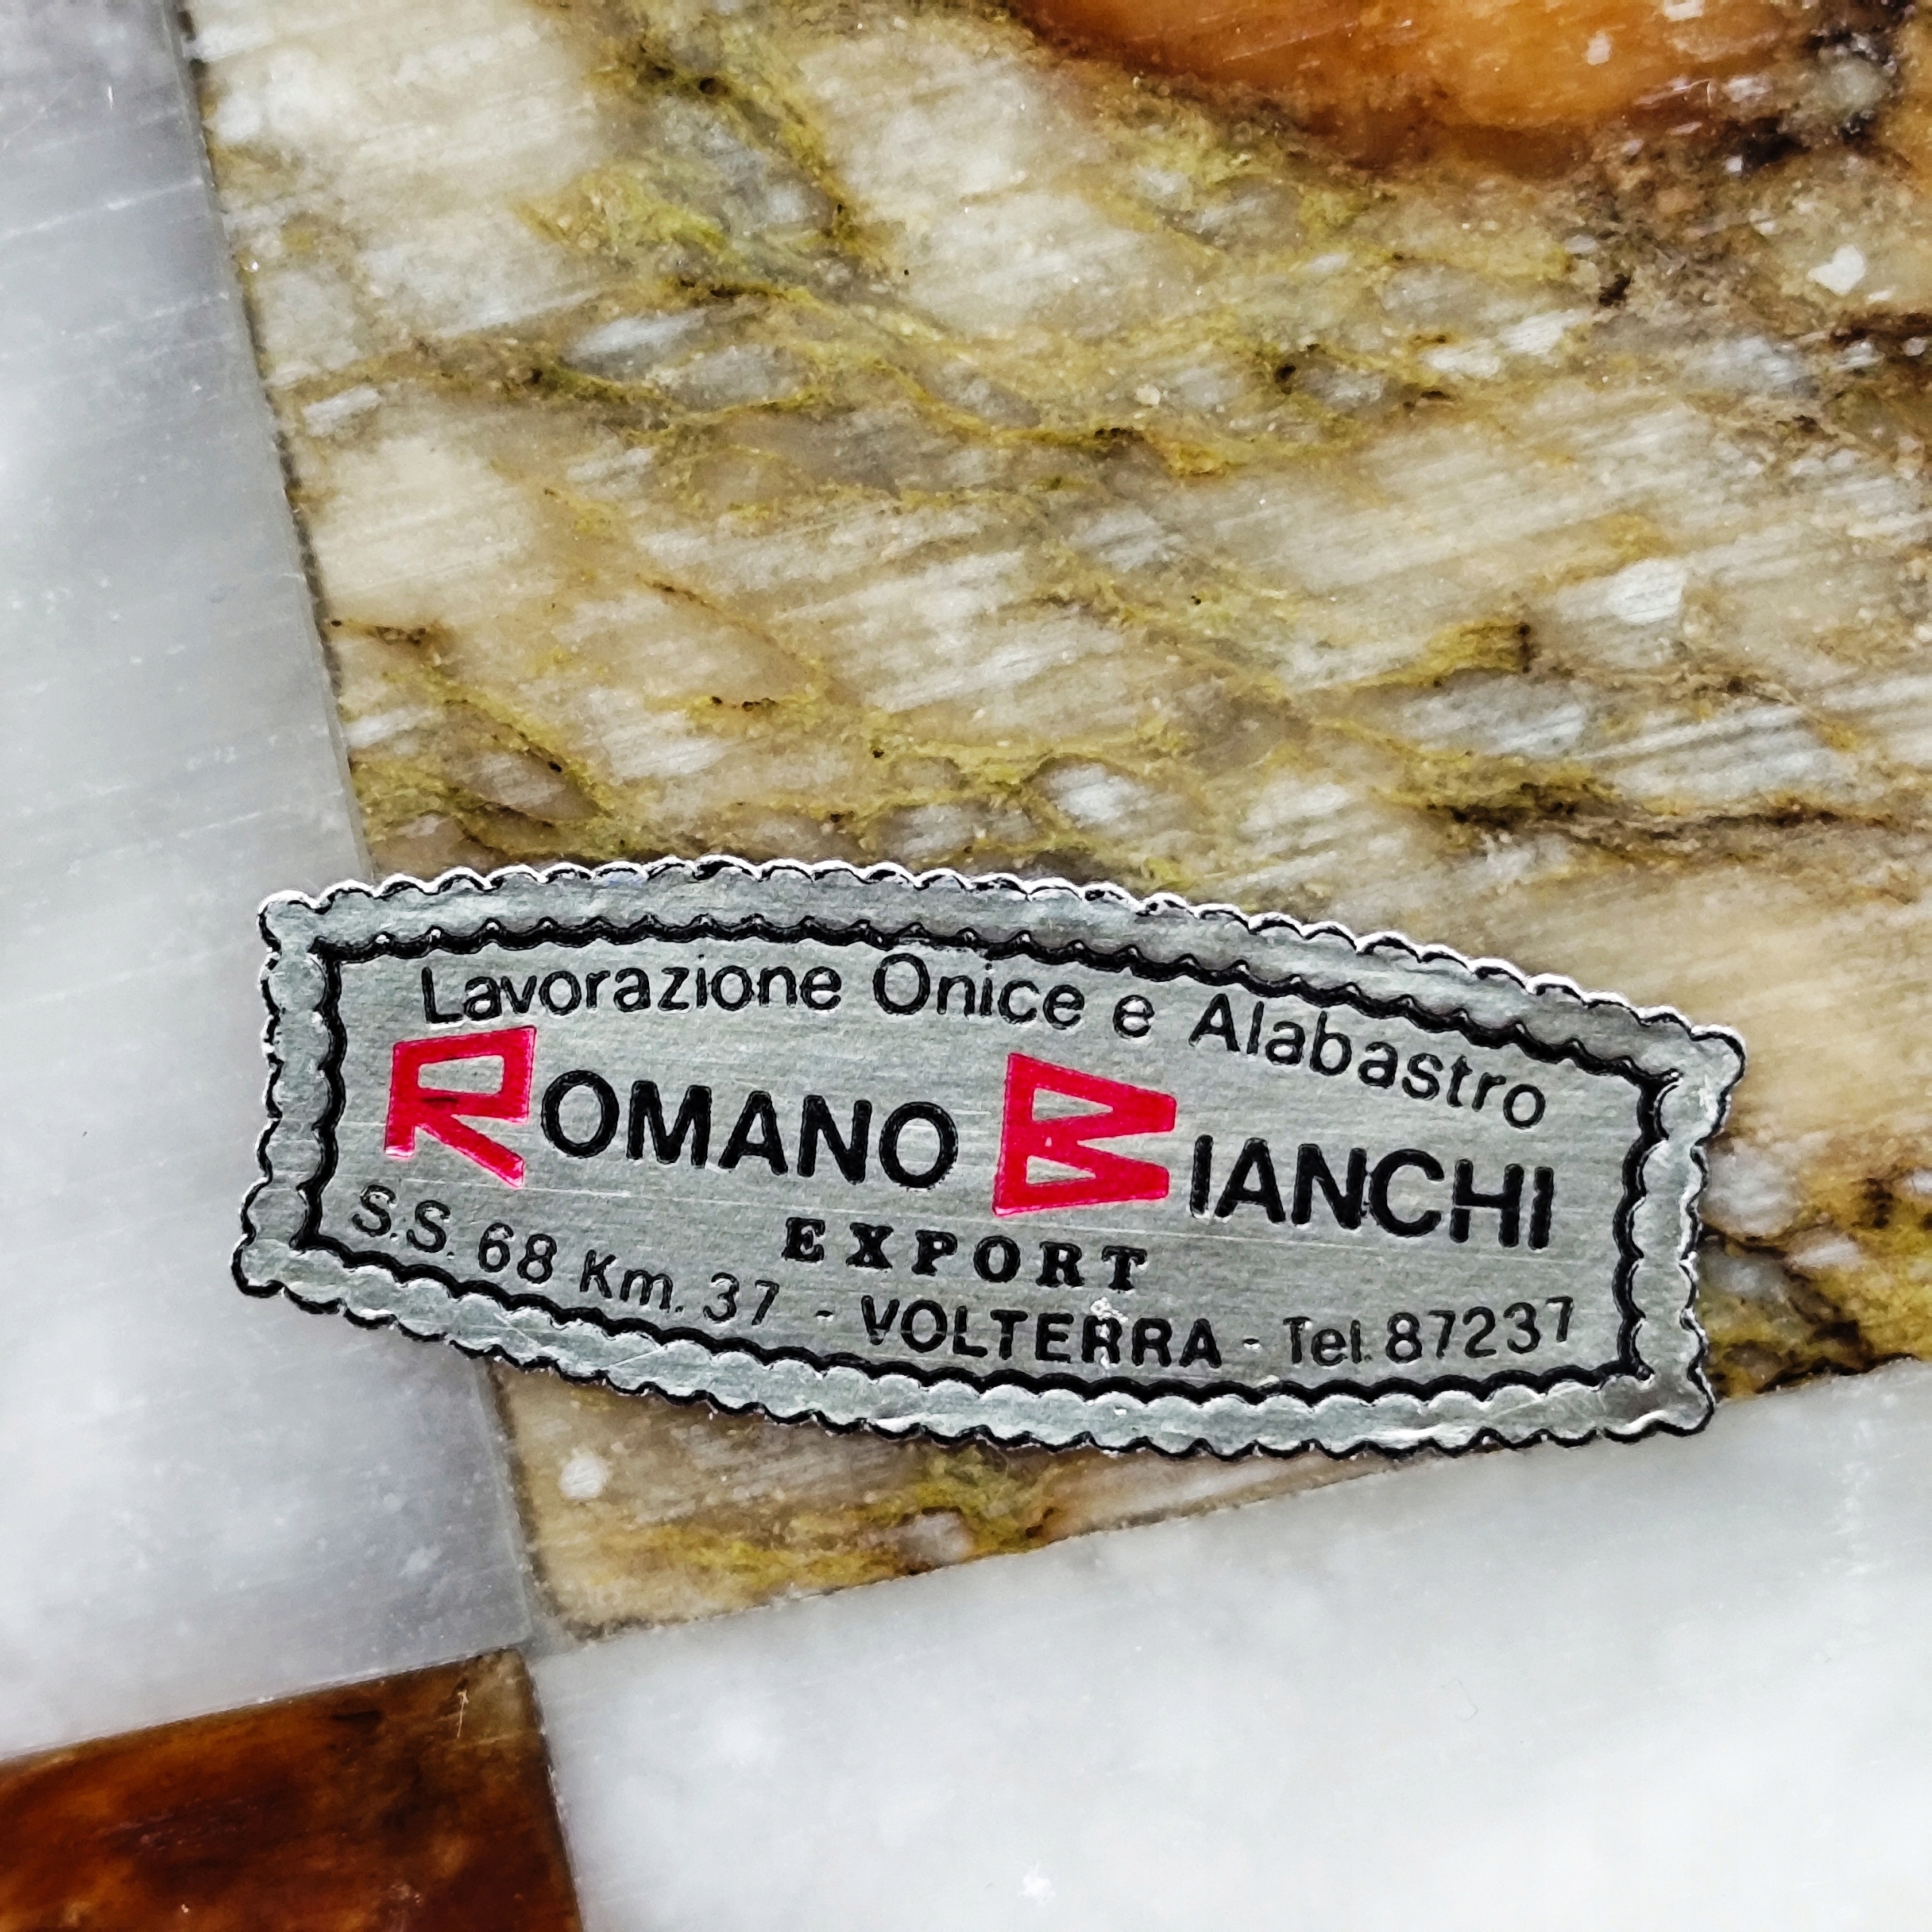 Lavorazione Onice e Alabastro
ROMANO BIANCHI
EXPORT
S.S. 68 Km. 37 - VOLTERRA - Tel. 87237